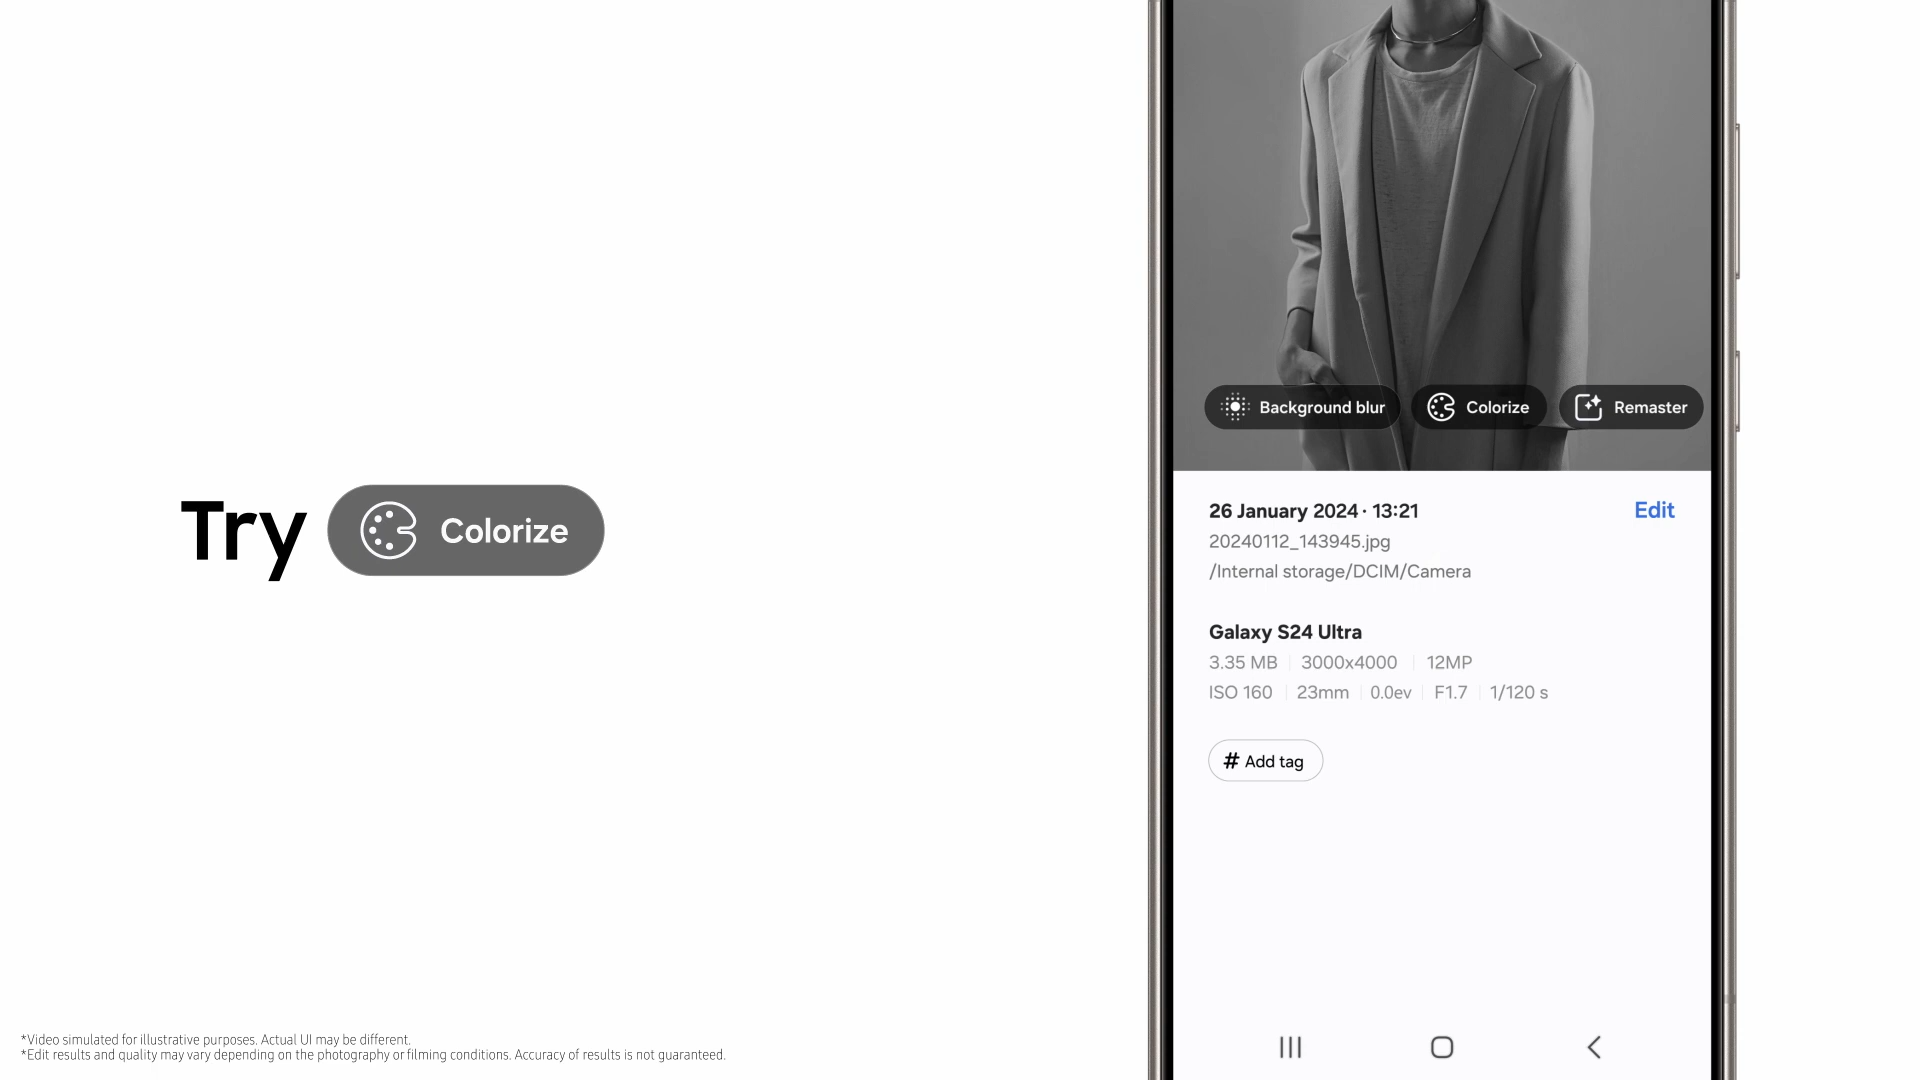 Try Colorize
Background blur Colorize Remaster
26 January 2024 · 13:21 Edit
20240112_143945.jpg
/Internal storage/DCIM/Camera
Galaxy S24 Ultra
3.35 MB 3000x4000 12MP
ISO 160 23mm 0.0ev F1.7 1/120 s
# Add tag
*Video simulated for illustrative purposes. Actual UI may be different.
*Edit results and quality may vary depending on the photography or filming conditions. Accuracy of results is not guaranteed.